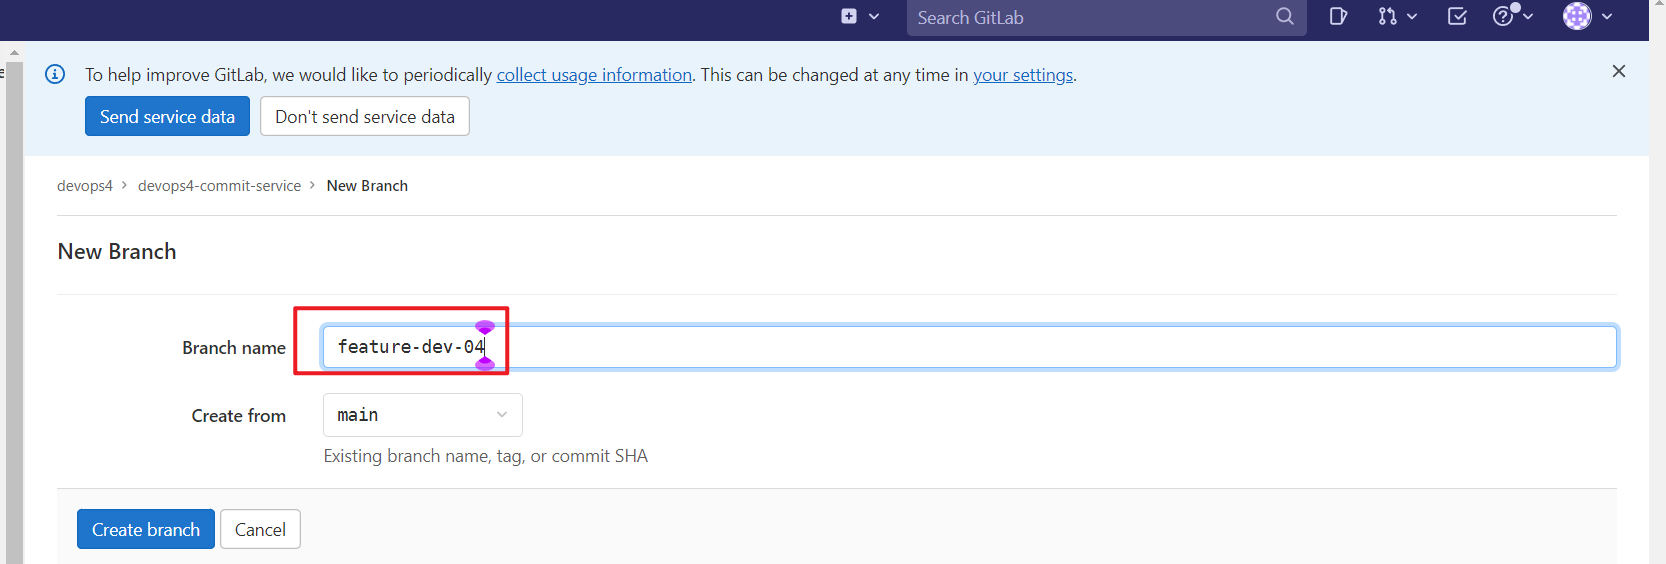 Search GitLab
e
To help improve GitLab, we would like to periodically collect usage information. This can be changed at any time in your settings.
Send service data Don't send service data
devops4 > devops4-commit-service > New Branch
New Branch
Branch name feature-dev-04
Create from main
Existing branch name, tag, or commit SHA
Create branch Cancel